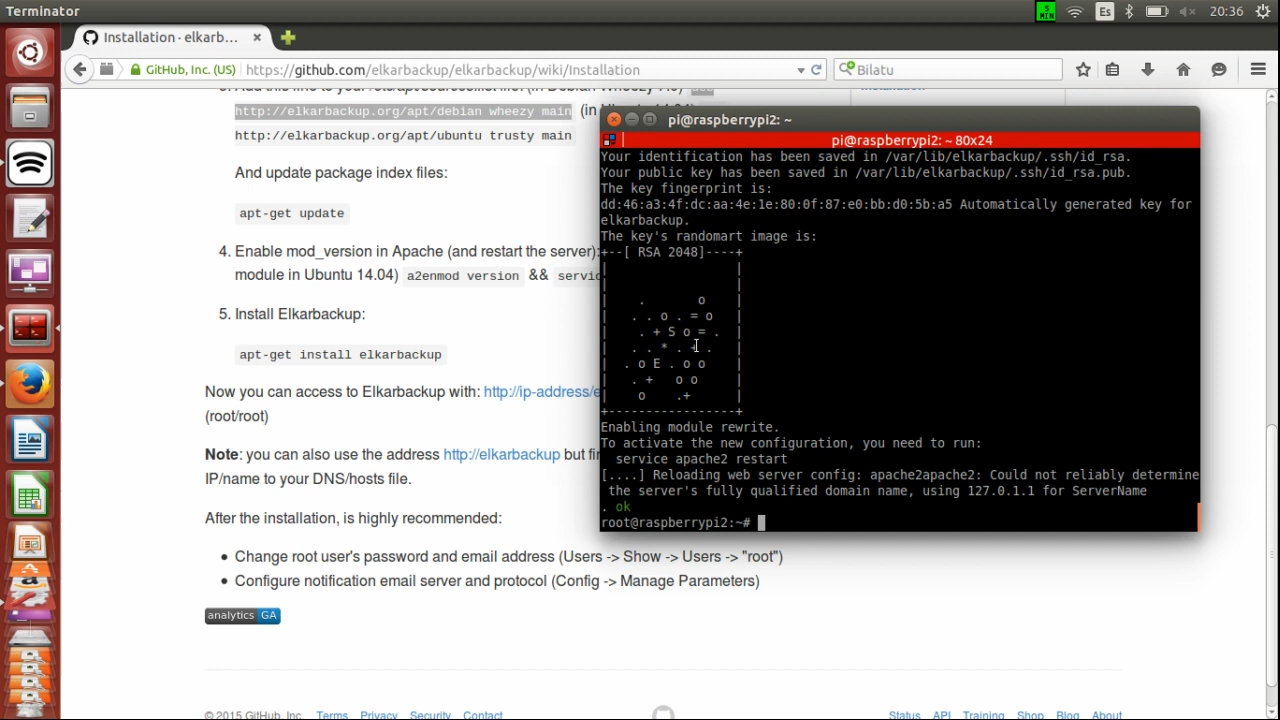 Terminator
5 MIN
Es
20:36
Installation · elkarb...
GitHub, Inc. (US)
https://github.com/elkarbackup/elkarbackup/wiki/Installation
Bilatu
http://elkarbackup.org/apt/debian wheezy main (in
http://elkarbackup.org/apt/ubuntu trusty main
And update package index files:
apt-get update
4. Enable mod_version in Apache (and restart the server):
module in Ubuntu 14.04) a2enmod version && servic
5. Install Elkarbackup:
apt-get install elkarbackup
Now you can access to Elkarbackup with: http://ip-address/e
(root/root)
Note: you can also use the address http://elkarbackup but fi
IP/name to your DNS/hosts file.
After the installation, is highly recommended:
• Change root user's password and email address (Users -> Show -> Users -> "root")
• Configure notification email server and protocol (Config -> Manage Parameters)
analytics GA
© 2015 GitHub, Inc. Terms Privacy Security Contact
Status API Training Shop Blog About
pi@raspberrypi2: ~
pi@raspberrypi2: ~ 80x24
Your identification has been saved in /var/lib/elkarbackup/.ssh/id_rsa.
Your public key has been saved in /var/lib/elkarbackup/.ssh/id_rsa.pub.
The key fingerprint is:
dd:46:a3:4f:dc:aa:4e:1e:80:0f:87:e0:bb:d0:5b:a5 Automatically generated key for
elkarbackup.
The key's randomart image is:
+--[ RSA 2048]----+
|                 |
|                 |
|    .       o    |
|   . . o . = o   |
|    . + S o = .  |
|   . . * . + .   |
|  . o E . o o    |
|   . +   o o     |
|    o    .+      |
+-----------------+
Enabling module rewrite.
To activate the new configuration, you need to run:
service apache2 restart
[....] Reloading web server config: apache2apache2: Could not reliably determine
the server's fully qualified domain name, using 127.0.1.1 for ServerName
. ok
root@raspberrypi2:~#